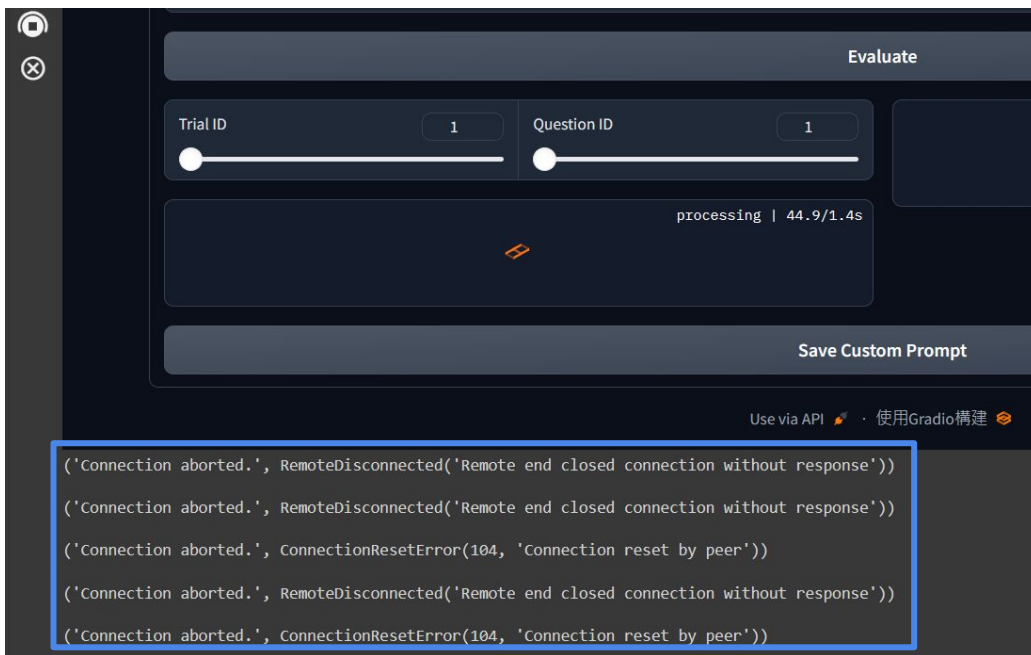 Evaluate
Trial ID 1 Question ID 1
processing | 44.9/1.4s
Save Custom Prompt
Use via API · 使用Gradio構建
('Connection aborted.', RemoteDisconnected('Remote end closed connection without response'))
('Connection aborted.', RemoteDisconnected('Remote end closed connection without response'))
('Connection aborted.', ConnectionResetError(104, 'Connection reset by peer'))
('Connection aborted.', RemoteDisconnected('Remote end closed connection without response'))
('Connection aborted.', ConnectionResetError(104, 'Connection reset by peer'))